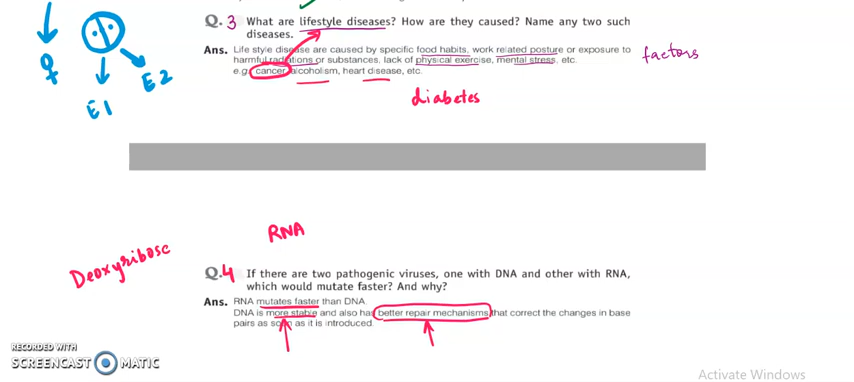 Q. 3 What are lifestyle diseases? How are they caused? Name any two such
diseases.
Ans. Life style disease are caused by specific food habits, work related posture or exposure to
harmful radiations or substances, lack of physical exercise, mental stress, etc.
e.g. cancer alcoholism, heart disease, etc.
factors
♀
E1
E2
diabetes
RNA
Deoxyribose
Q.4 If there are two pathogenic viruses, one with DNA and other with RNA,
which would mutate faster? And why?
Ans. RNA mutates faster than DNA.
DNA is more stable and also has better repair mechanisms that correct the changes in base
pairs as soon as it is introduced.
RECORDED WITH
SCREENCAST MATIC
Activate Windows